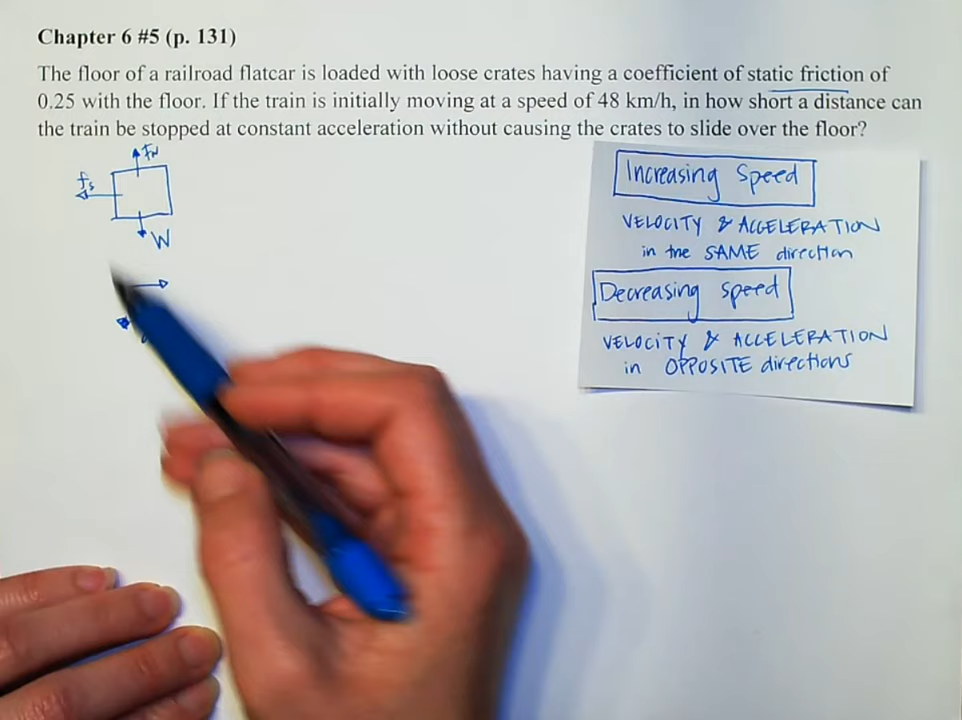 Chapter 6 #5 (p. 131)
The floor of a railroad flatcar is loaded with loose crates having a coefficient of static friction of
0.25 with the floor. If the train is initially moving at a speed of 48 km/h, in how short a distance can
the train be stopped at constant acceleration without causing the crates to slide over the floor?
FN
fs
W
Increasing Speed
VELOCITY & ACCELERATION
in the SAME direction
Decreasing Speed
VELOCITY & ACCELERATION
in OPPOSITE directions